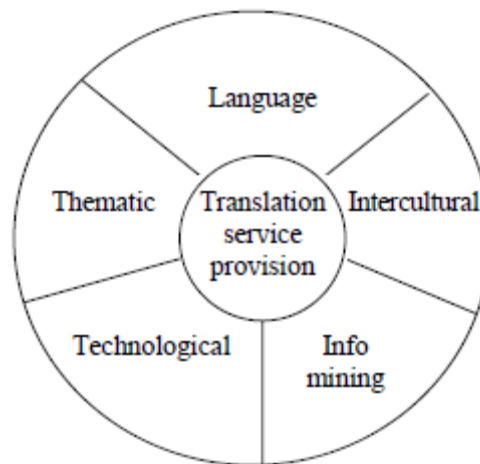 Language
Thematic
Translation
service
provision
Intercultural
Technological
Info
mining